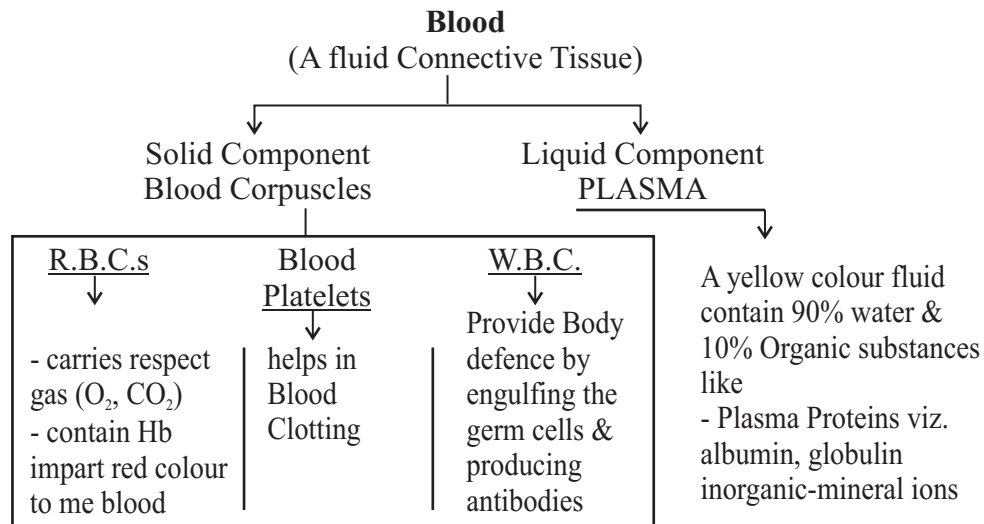 Blood
(A fluid Connective Tissue)
Solid Component
Blood Corpuscles
Liquid Component
PLASMA
R.B.C.s
- carries respect
gas (O₂, CO₂)
- contain Hb
impart red colour
to me blood
Blood
Platelets
helps in
Blood
Clotting
W.B.C.
Provide Body
defence by
engulfing the
germ cells &
producing
antibodies
A yellow colour fluid
contain 90% water &
10% Organic substances
like
- Plasma Proteins viz.
albumin, globulin
inorganic-mineral ions